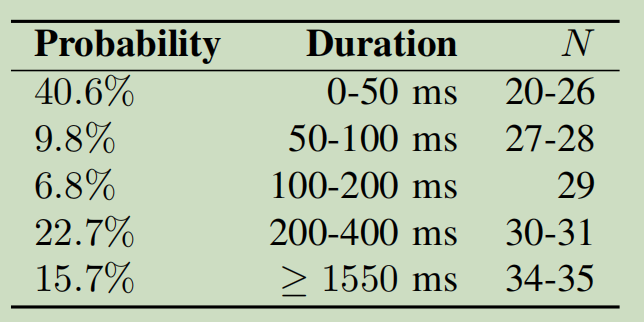 Probability Duration N
40.6% 0-50 ms 20-26
9.8% 50-100 ms 27-28
6.8% 100-200 ms 29
22.7% 200-400 ms 30-31
15.7% ≥ 1550 ms 34-35